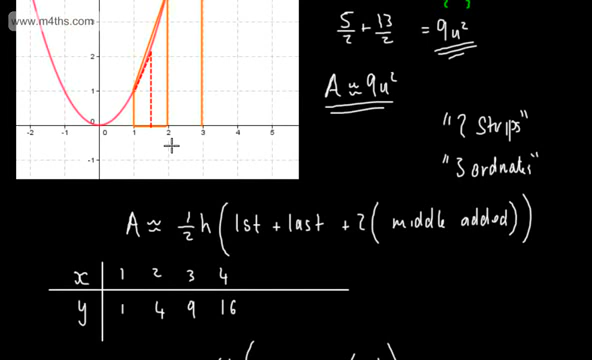 www.m4ths.com
2
1
0
-1
-2 -1 0 1 2 3 4 5
5/2 + 13/2 = 9u²
A ≈ 9u²
"2 Strips"
"3 ordnates"
A ≈ 1/2 h ( 1st + last + 2 ( middle added ) )
x 1 2 3 4
y 1 4 9 16